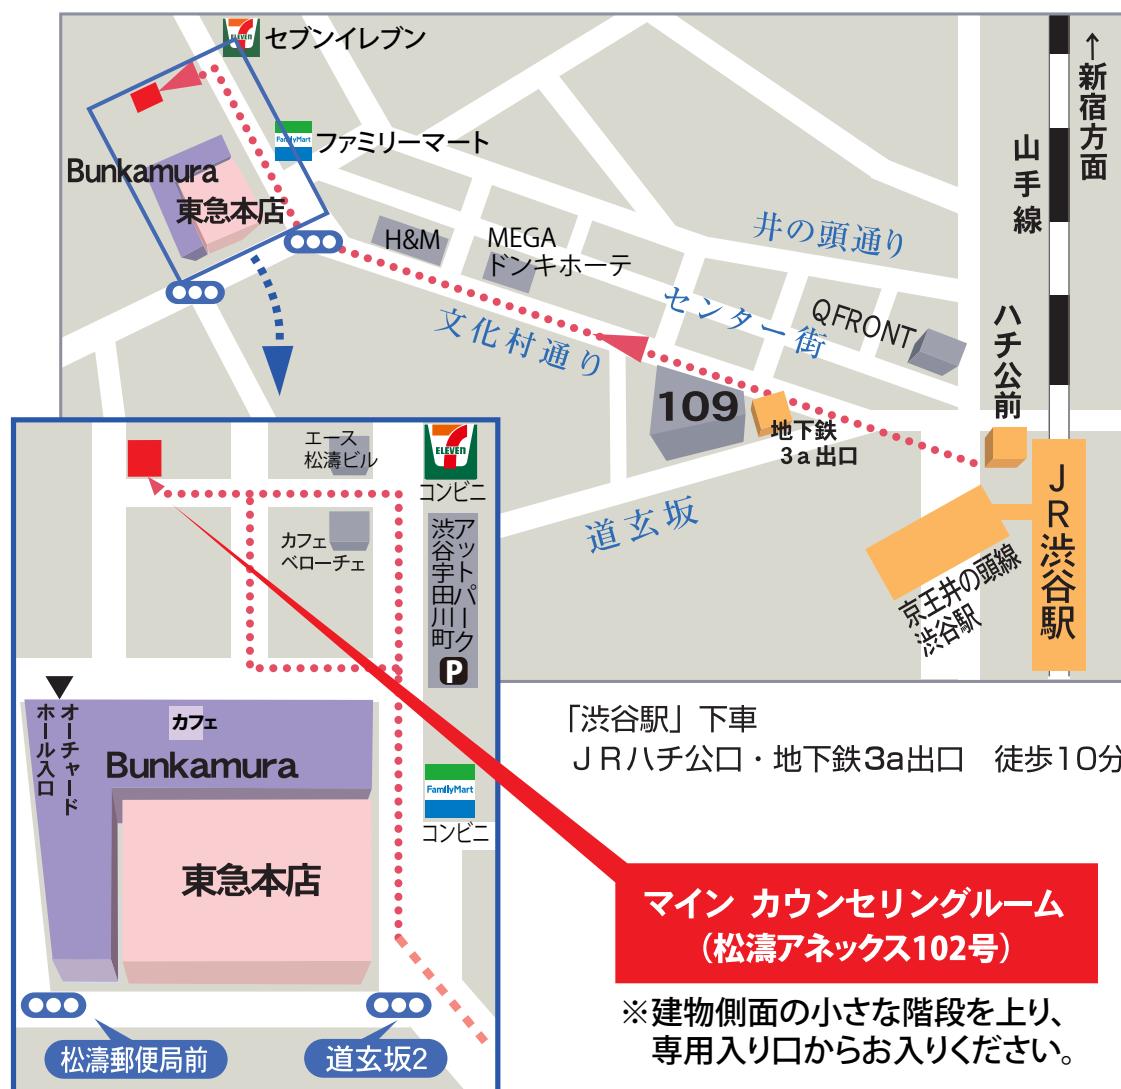 ELEVEN
セブンイレブン
FamilyMart
ファミリーマート
Bunkamura
東急本店
H&M
MEGA
ドンキホーテ
井の頭通り
センター街
文化村通り
QFRONT
109
地下鉄
3a出口
道玄坂
↑新宿方面
山手線
ハチ公前
JR渋谷駅
京王井の頭線
渋谷駅
エース
松濤ビル
ELEVEN
コンビニ
カフェ
ベローチェ
アットパーク
渋谷宇田川町
P
オーチャード
ホール入口
カフェ
Bunkamura
FamilyMart
コンビニ
東急本店
松濤郵便局前
道玄坂2
「渋谷駅」下車
JRハチ公口・地下鉄3a出口　徒歩10分
マイン カウンセリングルーム
（松濤アネックス102号）
※建物側面の小さな階段を上り、
専用入り口からお入りください。